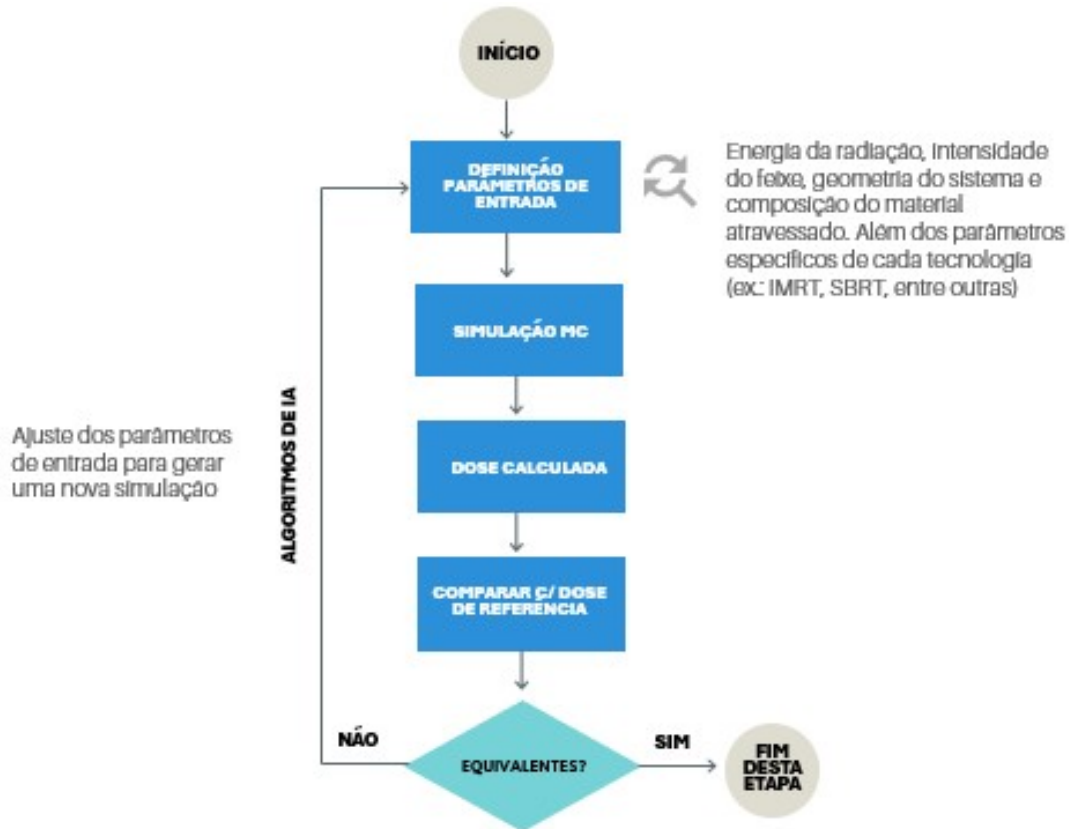 INÍCIO
DEFINIÇÃO
PARÂMETROS DE
ENTRADA
Energia da radiação, intensidade
do feixe, geometria do sistema e
composição do material
atravessado. Além dos parâmetros
específicos de cada tecnologia
(ex.: IMRT, SBRT, entre outras)
SIMULAÇÃO MC
ALGORITMOS DE IA
Ajuste dos parâmetros
de entrada para gerar
uma nova simulação
DOSE CALCULADA
COMPARAR C/ DOSE
DE REFERÊNCIA
NÃO
EQUIVALENTES?
SIM
FIM
DESTA
ETAPA